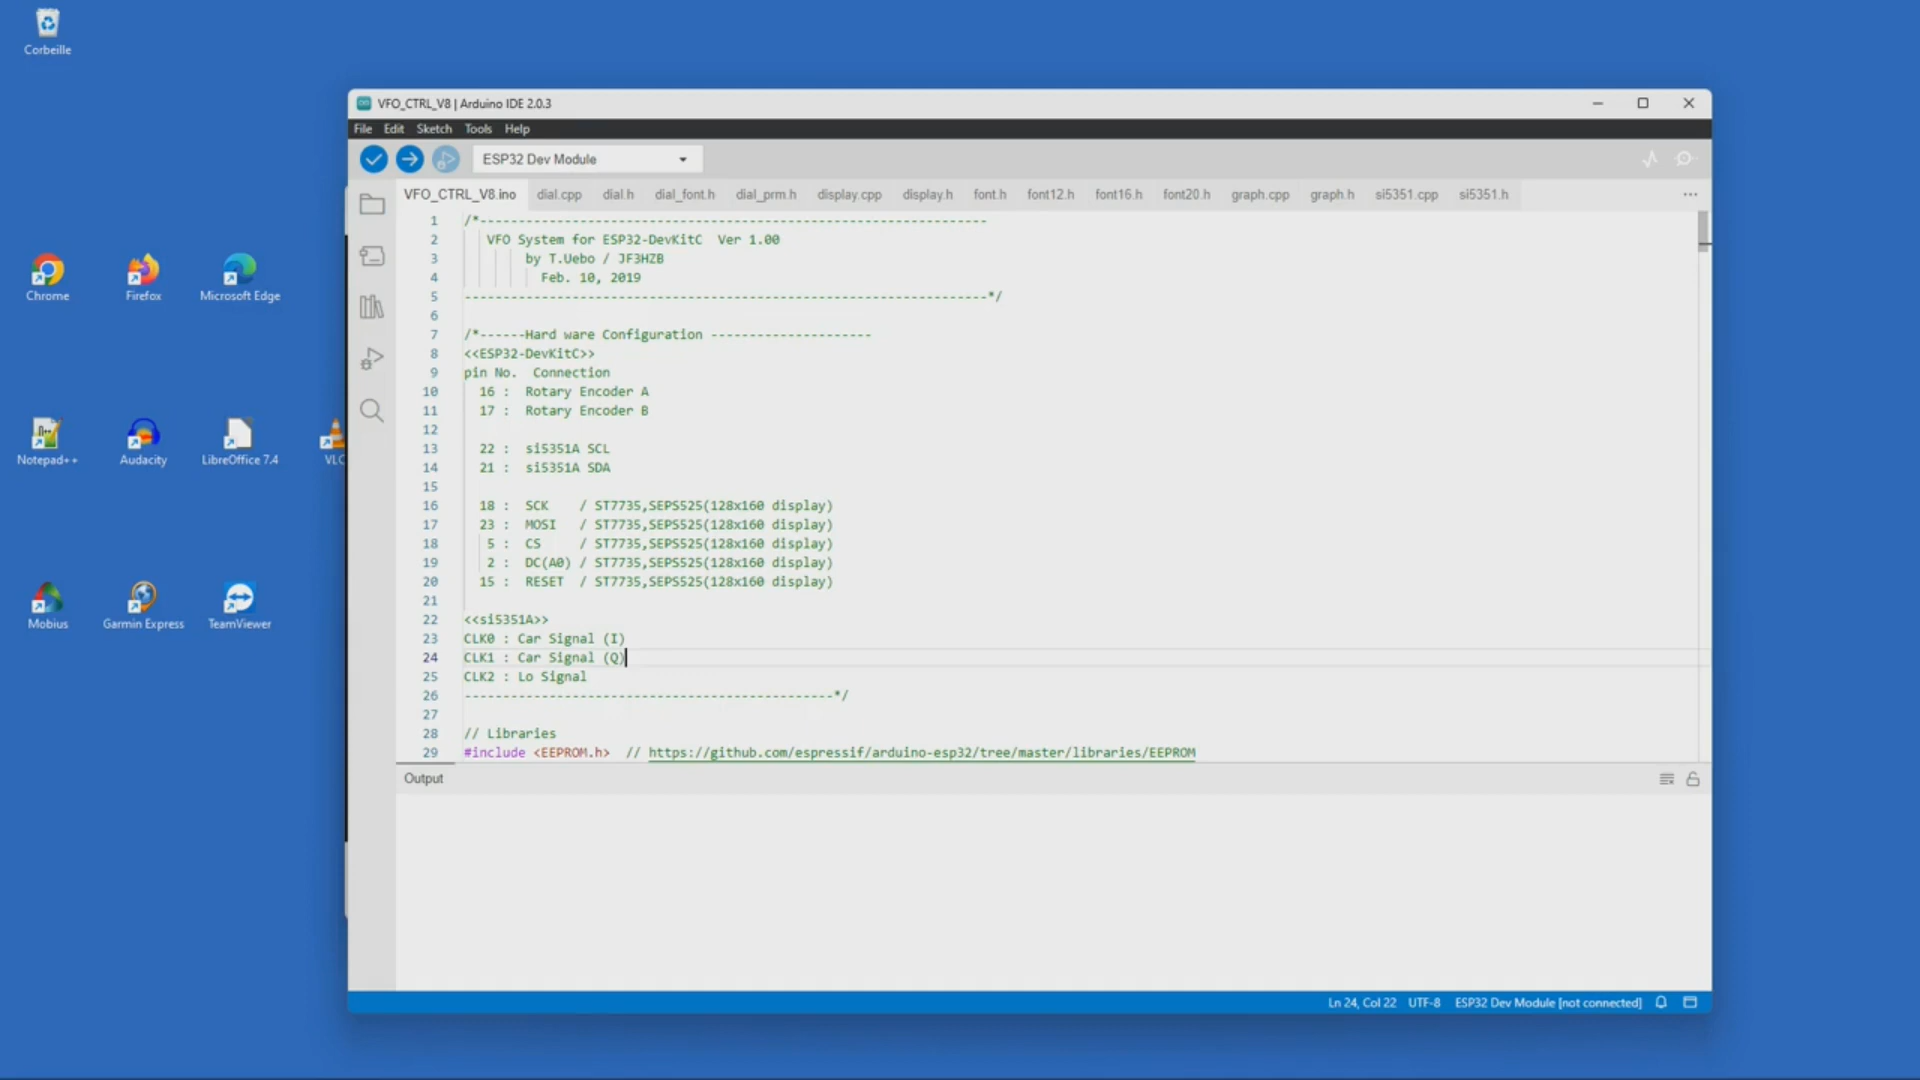 Corbeille
Chrome
Firefox
Microsoft Edge
Notepad++
Audacity
LibreOffice 7.4
VLC
Mobius
Garmin Express
TeamViewer
VFO_CTRL_V8 | Arduino IDE 2.0.3
File Edit Sketch Tools Help
ESP32 Dev Module
VFO_CTRL_V8.ino dial.cpp dial.h dial_font.h dial_prm.h display.cpp display.h font.h font12.h font16.h font20.h graph.cpp graph.h si5351.cpp si5351.h ...
1 /*--------------------------------------------------------------------
2 VFO System for ESP32-DevKitC Ver 1.00
3 by T.Uebo / JF3HZB
4 Feb. 10, 2019
5 --------------------------------------------------------------------*/
6
7 /*------Hard ware Configuration ---------------------
8 <<ESP32-DevKitC>>
9 pin No. Connection
10 16 : Rotary Encoder A
11 17 : Rotary Encoder B
12
13 22 : si5351A SCL
14 21 : si5351A SDA
15
16 18 : SCK / ST7735,SEPS525(128x160 display)
17 23 : MOSI / ST7735,SEPS525(128x160 display)
18 5 : CS / ST7735,SEPS525(128x160 display)
19 2 : DC(A0) / ST7735,SEPS525(128x160 display)
20 15 : RESET / ST7735,SEPS525(128x160 display)
21
22 <<si5351A>>
23 CLK0 : Car Signal (I)
24 CLK1 : Car Signal (Q)
25 CLK2 : Lo Signal
26 ------------------------------------------------*/
27
28 // Libraries
29 #include <EEPROM.h> // https://github.com/espressif/arduino-esp32/tree/master/libraries/EEPROM
Output
Ln 24, Col 22 UTF-8 ESP32 Dev Module [not connected]